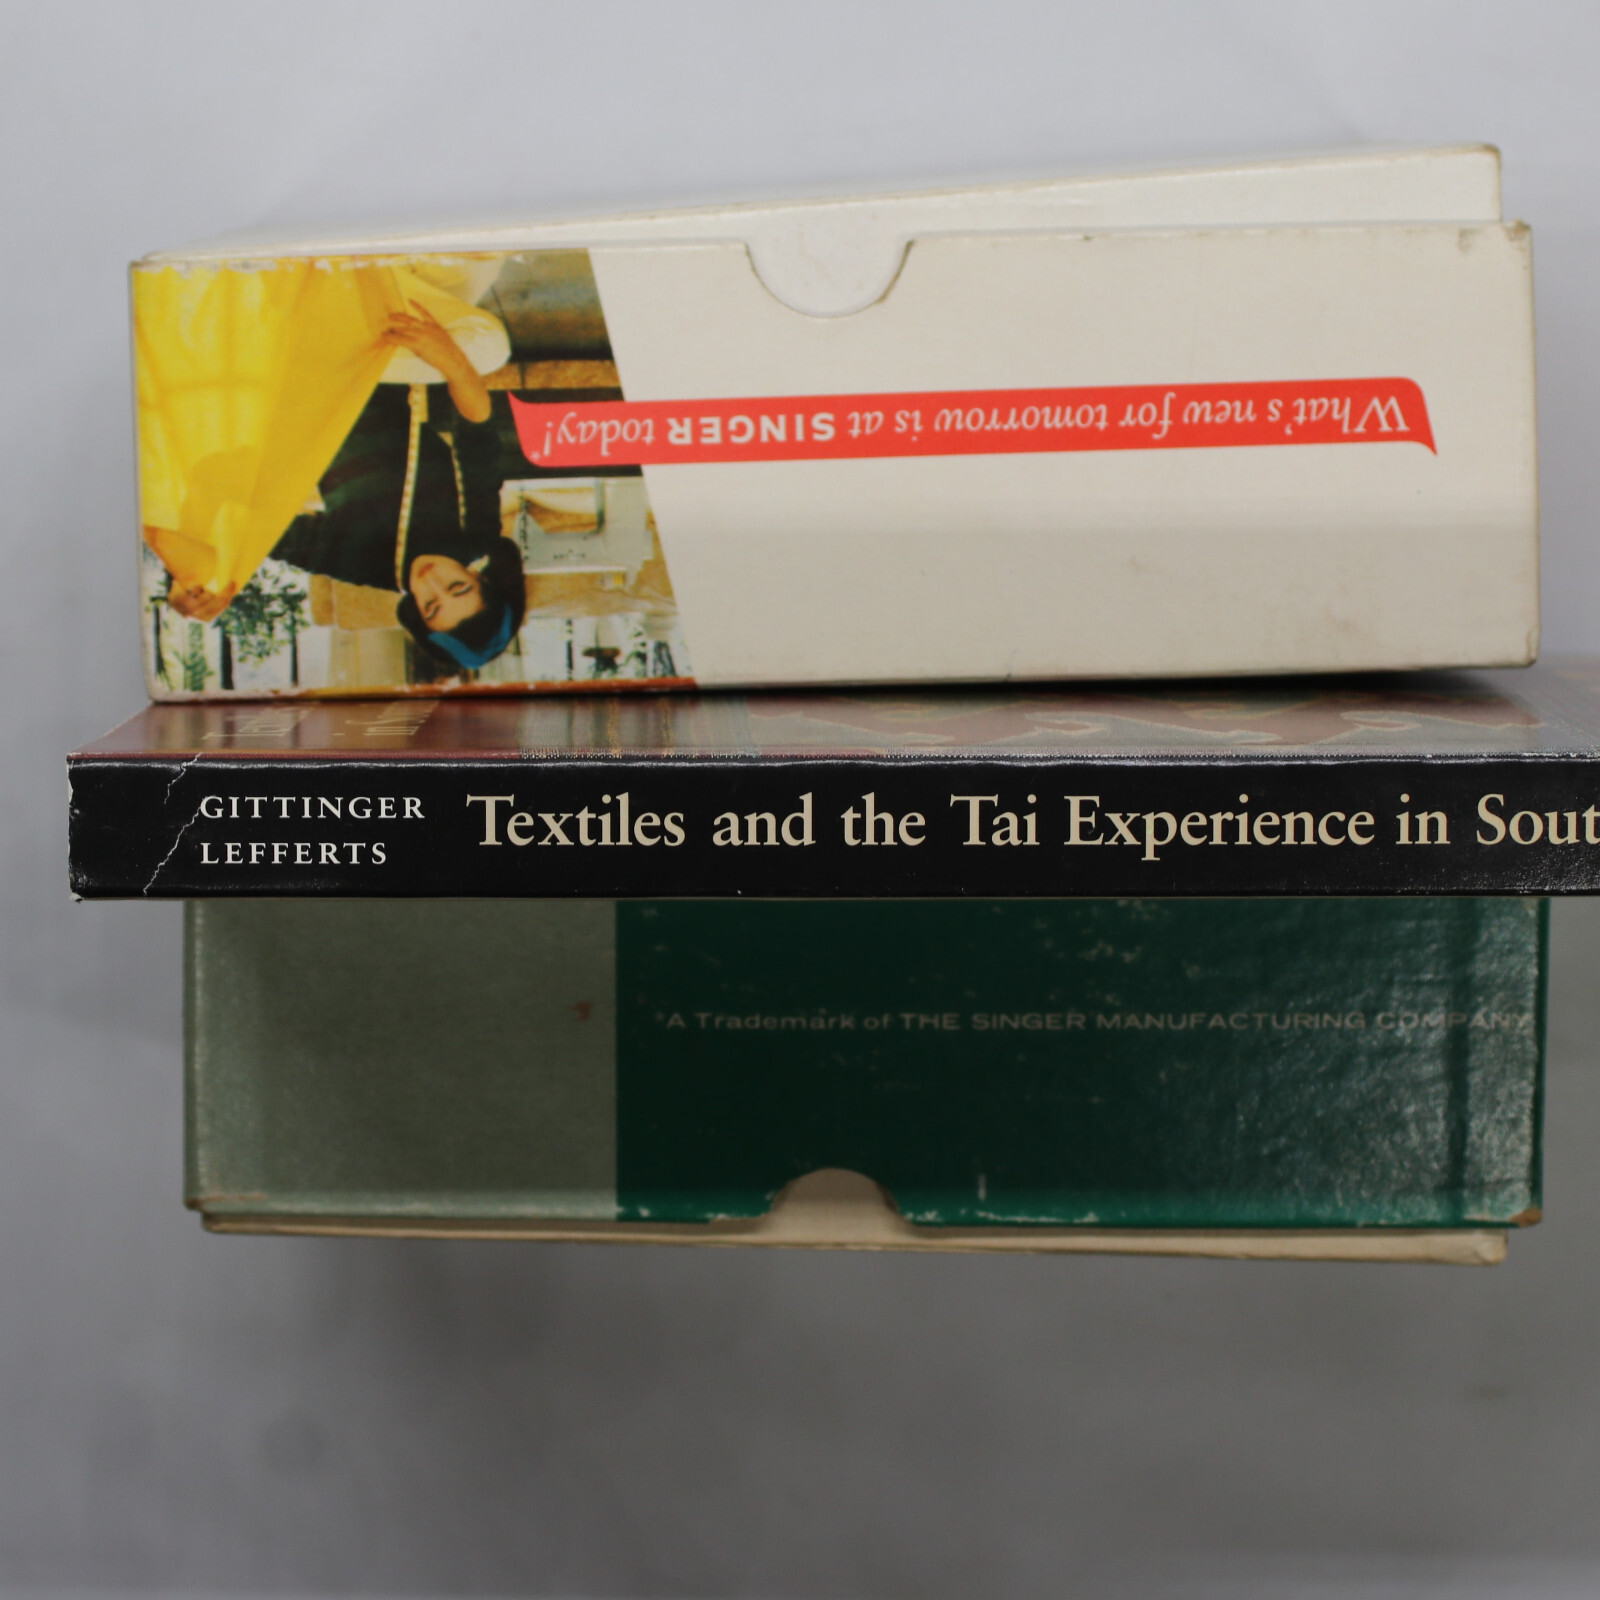 What's new for tomorrow is at SINGER today!*
GITTINGER
LEFFERTS
Textiles and the Tai Experience in Sout
*A Trademark of THE SINGER MANUFACTURING COMPANY